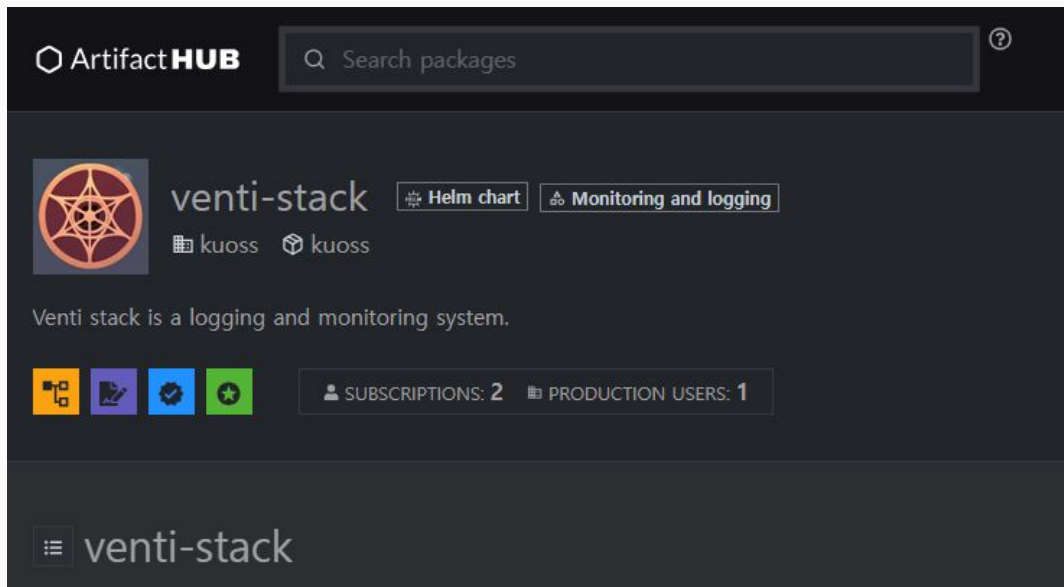 Artifact HUB
Search packages
venti-stack
Helm chart
Monitoring and logging
kuoss kuoss
Venti stack is a logging and monitoring system.
SUBSCRIPTIONS: 2 PRODUCTION USERS: 1
venti-stack